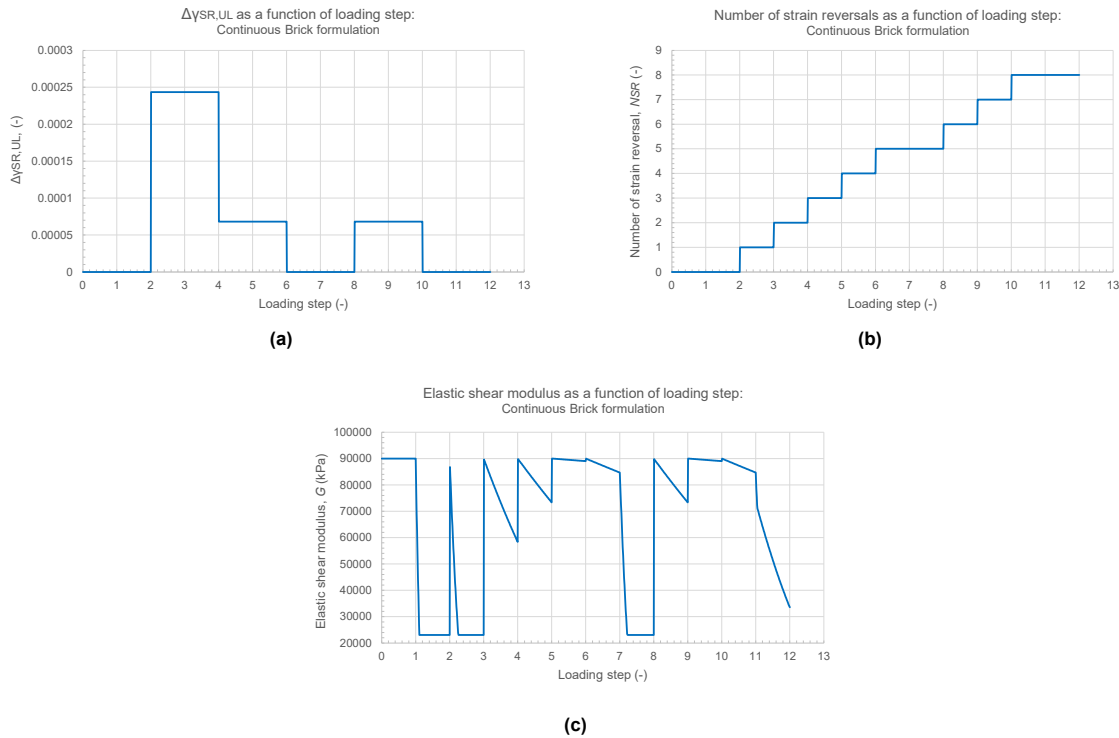 ΔγSR,UL as a function of loading step:
Continuous Brick formulation
0.0003
0.00025
0.0002
0.00015
0.0001
0.00005
0
ΔγSR,UL, (-)
0 1 2 3 4 5 6 7 8 9 10 11 12 13
Loading step (-)
(a)
Number of strain reversals as a function of loading step:
Continuous Brick formulation
9
8
7
6
5
4
3
2
1
0
Number of strain reversal, NSR (-)
0 1 2 3 4 5 6 7 8 9 10 11 12 13
Loading step (-)
(b)
Elastic shear modulus as a function of loading step:
Continuous Brick formulation
100000
90000
80000
70000
60000
50000
40000
30000
20000
Elastic shear modulus, G (kPa)
0 1 2 3 4 5 6 7 8 9 10 11 12 13
Loading step (-)
(c)